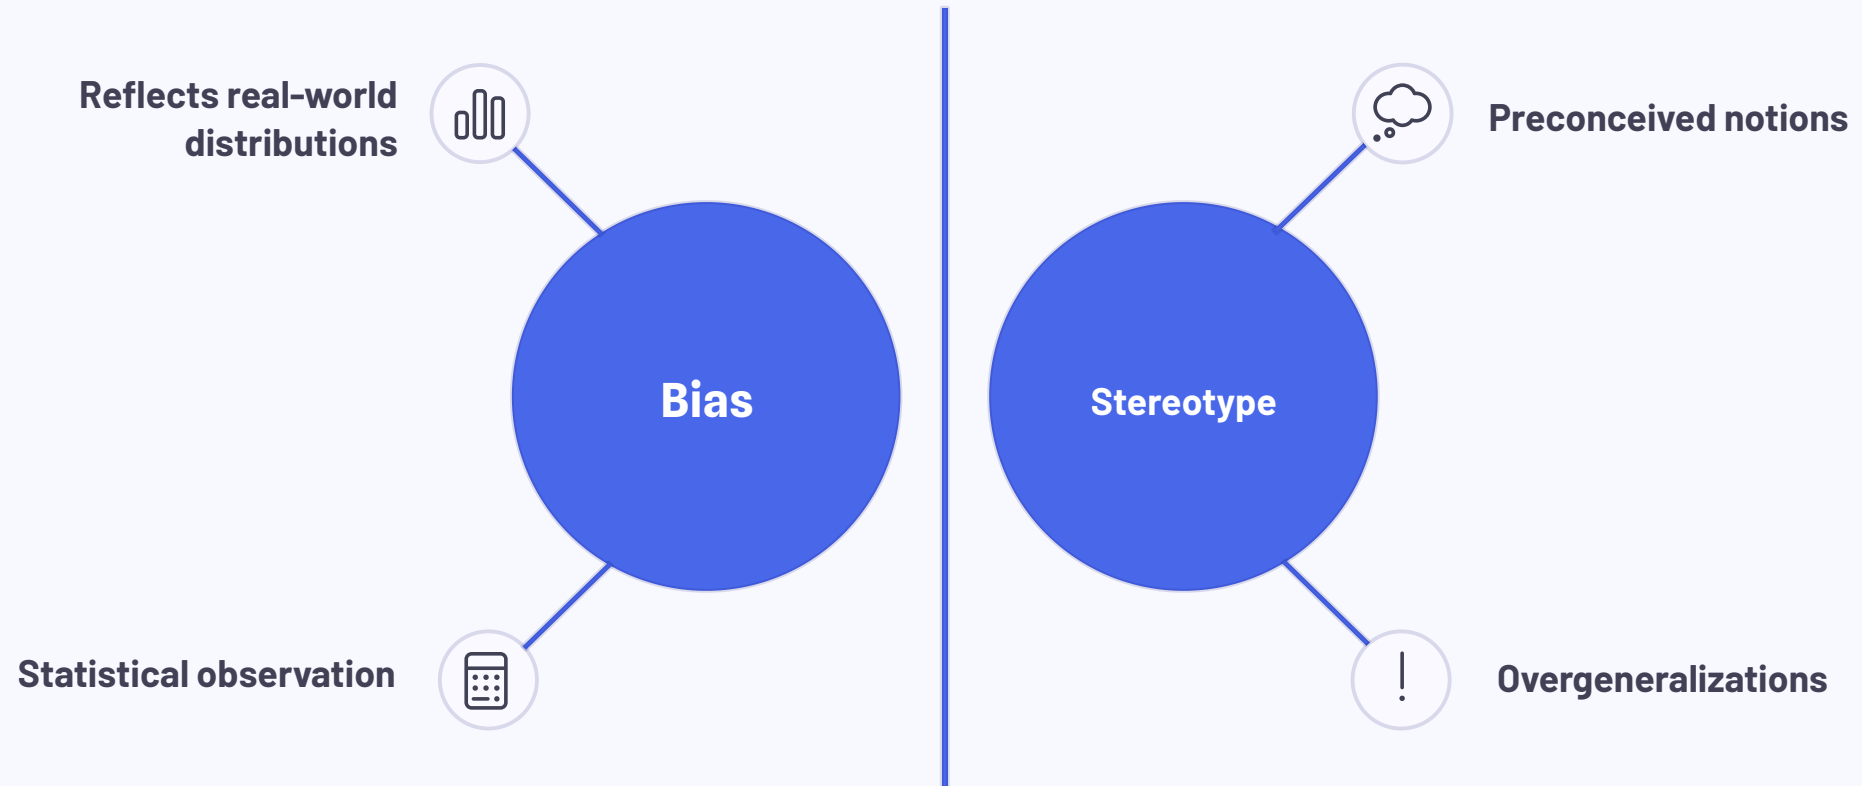 Reflects real-world
distributions
Bias
Statistical observation
Preconceived notions
Stereotype
Overgeneralizations